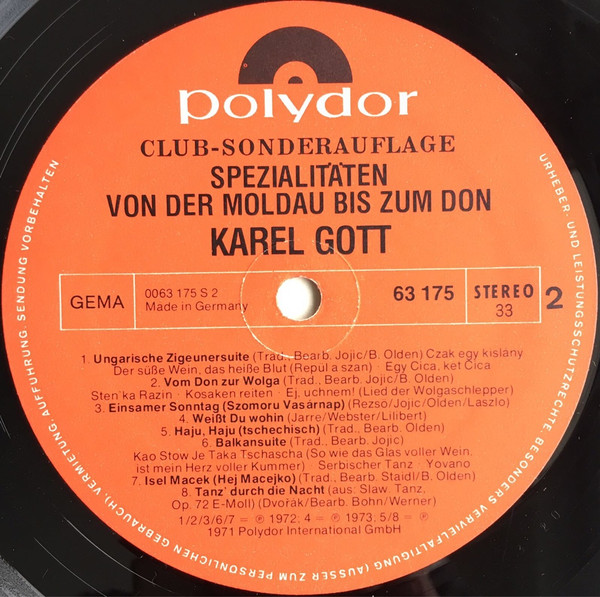 polydor
CLUB-SONDERAUFLAGE
SPEZIALITÄTEN
VON DER MOLDAU BIS ZUM DON
KAREL GOTT
GEMA
0063 175 S 2
Made in Germany
63 175
STEREO
33
2
1. Ungarische Zigeunersuite (Trad., Bearb. Jojic/B. Olden) Czak egy kislány
Der süße Wein, das heiße Blut (Repül a szan) · Egy Cica, ket Cica
2. Vom Don zur Wolga (Trad., Bearb. Jojic/B. Olden)
Sten'ka Razin · Kosaken reiten · Ej, uchnem! (Lied der Wolgaschlepper)
3. Einsamer Sonntag (Szomoru Vasárnap) (Rezsö/Jojic/Olden/Laszlo)
4. Weißt Du wohin (Jarre/Webster/Lilibert)
5. Haju, Haju (tschechisch) (Trad., Bearb. Olden)
6. Balkansuite (Trad., Bearb. Jojic)
Kao Stow Je Taka Tschascha (So wie das Glas voller Wein,
ist mein Herz voller Kummer) · Serbischer Tanz · Yovano
7. Isel Macek (Hej Macejko) (Trad., Bearb. Staidl/B. Olden)
8. Tanz' durch die Nacht (aus: Slaw. Tanz,
Op. 72 E-Moll) (Dvořák/Bearb. Bohn/Werner)
1/2/3/6/7 = ℗ 1972. 4 = ℗ 1973. 5/8 = ℗
1971 Polydor International GmbH
URHEBER- UND LEISTUNGSSCHUTZRECHTE BESONDERS VERVIELFÄLTIGUNG (AUSSER ZUM PERSÖNLICHEN GEBRAUCH), VERMIETUNG, AUFFÜHRUNG, SENDUNG VORBEHALTEN